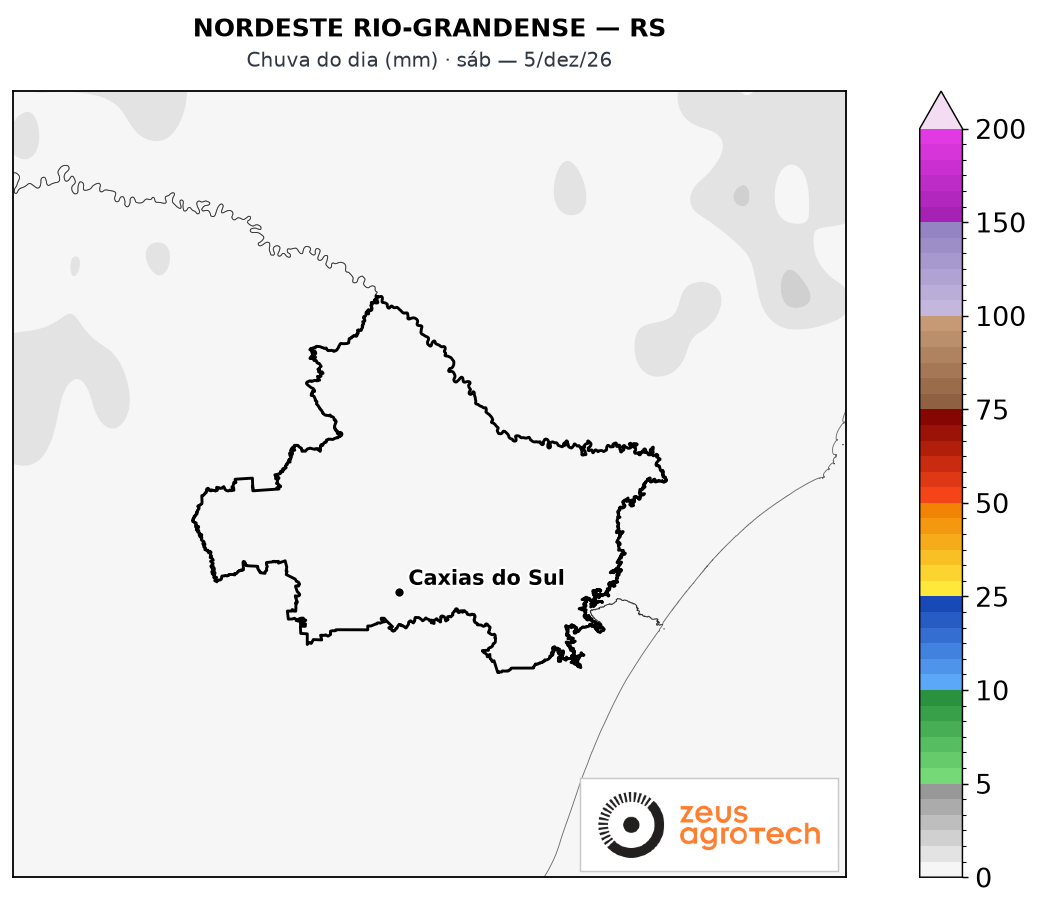 NORDESTE RIO-GRANDENSE — RS
Chuva do dia (mm) · sáb — 5/dez/26
200
150
100
75
50
25
10
5
0
Caxias do Sul
zeus
agrotech